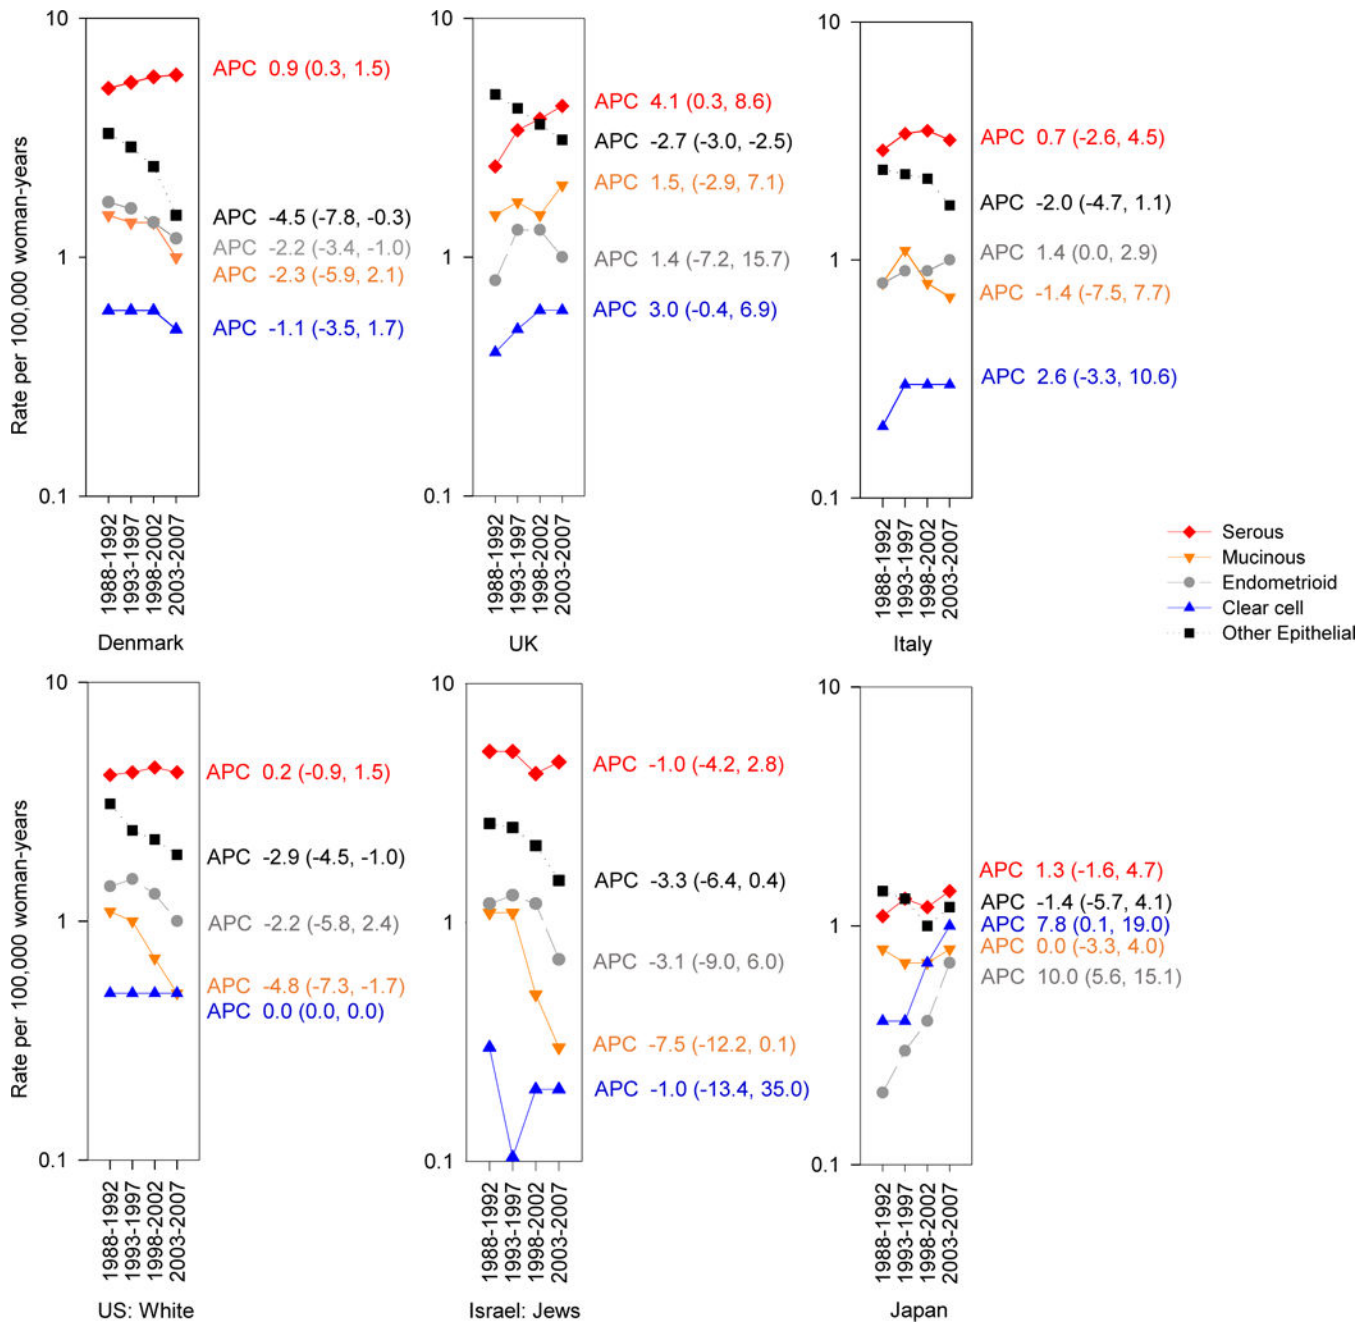 Rate per 100,000 woman-years
10
1
0.1
APC 0.9 (0.3, 1.5)
APC -4.5 (-7.8, -0.3)
APC -2.2 (-3.4, -1.0)
APC -2.3 (-5.9, 2.1)
APC -1.1 (-3.5, 1.7)
1988-1992
1993-1997
1998-2002
2003-2007
Denmark
10
1
0.1
APC 4.1 (0.3, 8.6)
APC -2.7 (-3.0, -2.5)
APC 1.5, (-2.9, 7.1)
APC 1.4 (-7.2, 15.7)
APC 3.0 (-0.4, 6.9)
1988-1992
1993-1997
1998-2002
2003-2007
UK
10
1
0.1
APC 0.7 (-2.6, 4.5)
APC -2.0 (-4.7, 1.1)
APC 1.4 (0.0, 2.9)
APC -1.4 (-7.5, 7.7)
APC 2.6 (-3.3, 10.6)
1988-1992
1993-1997
1998-2002
2003-2007
Italy
Serous
Mucinous
Endometrioid
Clear cell
Other Epithelial
Rate per 100,000 woman-years
10
1
0.1
APC 0.2 (-0.9, 1.5)
APC -2.9 (-4.5, -1.0)
APC -2.2 (-5.8, 2.4)
APC -4.8 (-7.3, -1.7)
APC 0.0 (0.0, 0.0)
1988-1992
1993-1997
1998-2002
2003-2007
US: White
10
1
0.1
APC -1.0 (-4.2, 2.8)
APC -3.3 (-6.4, 0.4)
APC -3.1 (-9.0, 6.0)
APC -7.5 (-12.2, 0.1)
APC -1.0 (-13.4, 35.0)
1988-1992
1993-1997
1998-2002
2003-2007
Israel: Jews
10
1
0.1
APC 1.3 (-1.6, 4.7)
APC -1.4 (-5.7, 4.1)
APC 7.8 (0.1, 19.0)
APC 0.0 (-3.3, 4.0)
APC 10.0 (5.6, 15.1)
1988-1992
1993-1997
1998-2002
2003-2007
Japan